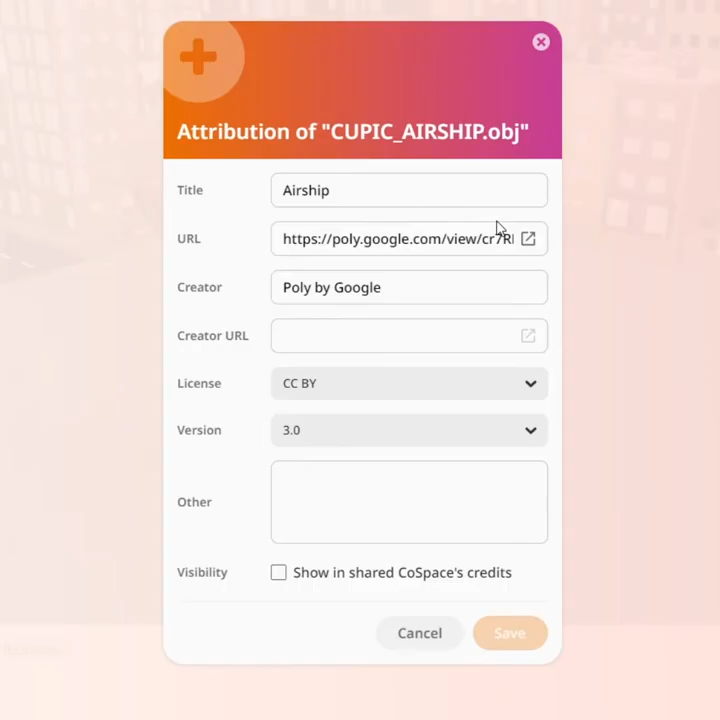 Attribution of "CUPIC_AIRSHIP.obj"
Title Airship
URL https://poly.google.com/view/cr7R
Creator Poly by Google
Creator URL
License CC BY
Version 3.0
Other
Visibility Show in shared CoSpace's credits
Cancel Save